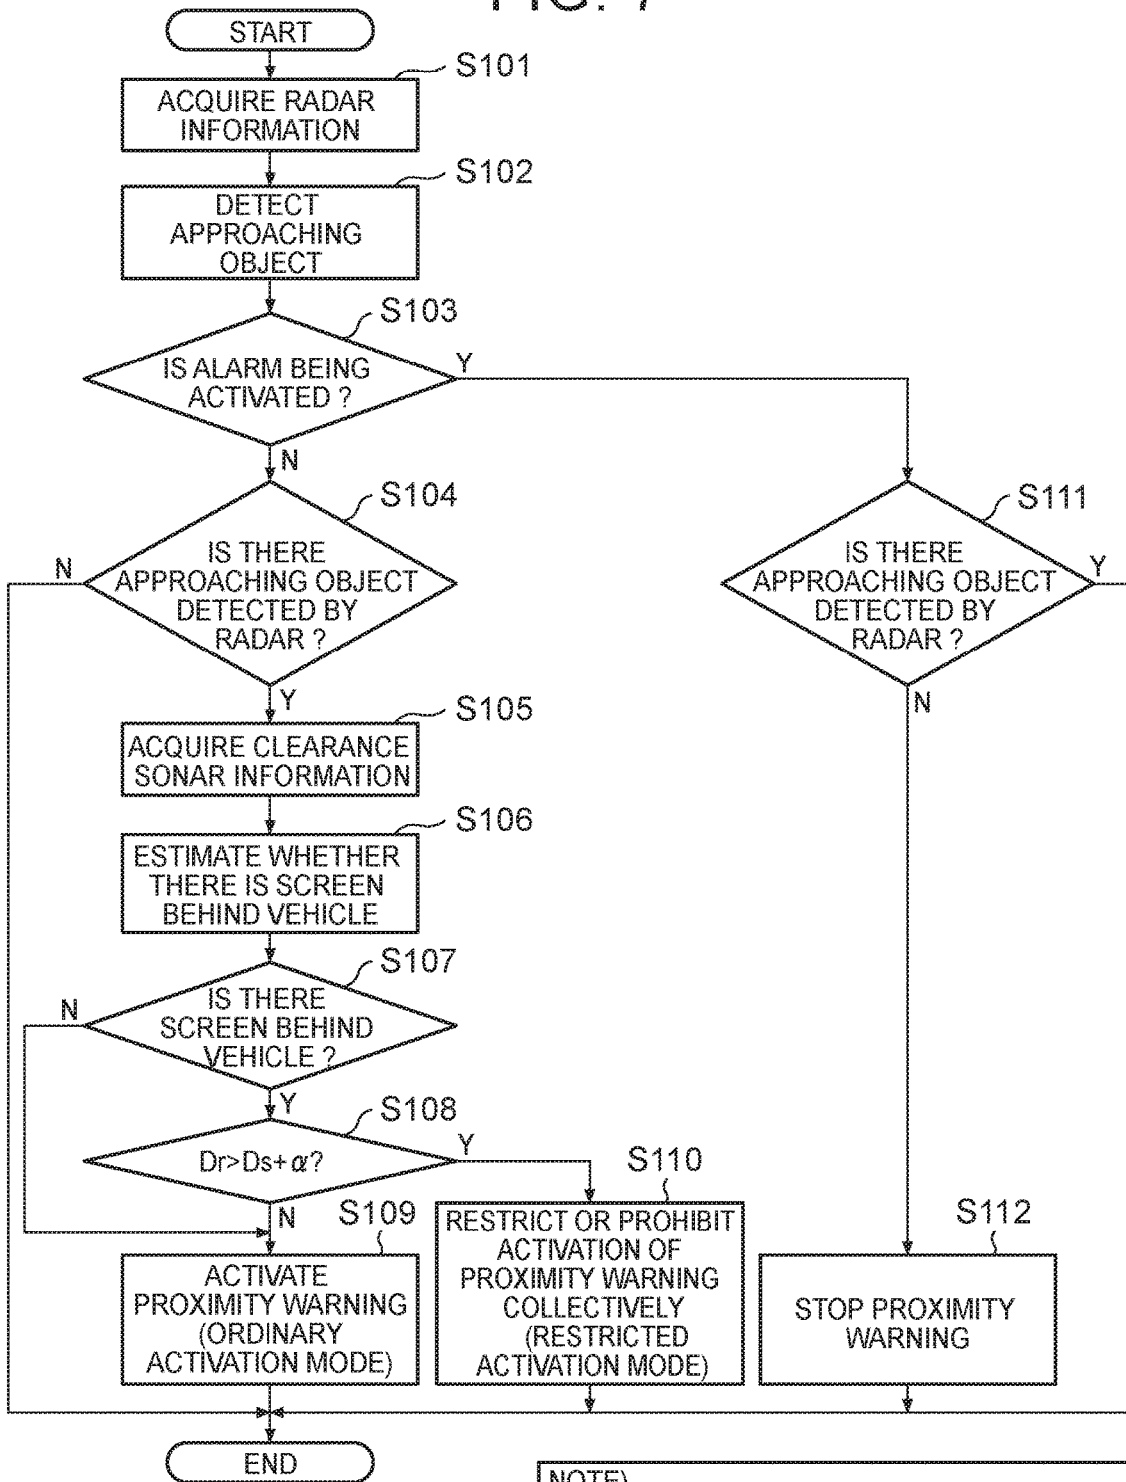 FIG. 7
START
S101
ACQUIRE RADAR
INFORMATION
S102
DETECT
APPROACHING
OBJECT
S103
IS ALARM BEING
ACTIVATED ?
Y
N
S104
IS THERE
APPROACHING OBJECT
DETECTED BY
RADAR ?
N
Y
S111
IS THERE
APPROACHING OBJECT
DETECTED BY
RADAR ?
Y
N
S105
ACQUIRE CLEARANCE
SONAR INFORMATION
S106
ESTIMATE WHETHER
THERE IS SCREEN
BEHIND VEHICLE
S107
IS THERE
SCREEN BEHIND
VEHICLE ?
N
Y
S108
Dr>Ds+α?
Y
N
S109
ACTIVATE
PROXIMITY WARNING
(ORDINARY
ACTIVATION MODE)
S110
RESTRICT OR PROHIBIT
ACTIVATION OF
PROXIMITY WARNING
COLLECTIVELY
(RESTRICTED
ACTIVATION MODE)
S112
STOP PROXIMITY
WARNING
END
NOTE)